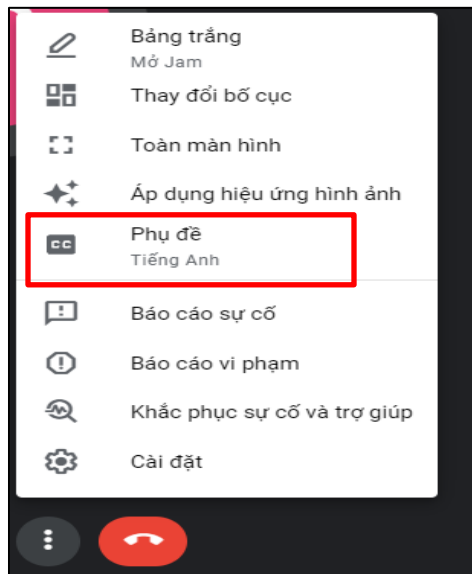 Bảng trắng
Mở Jam
Thay đổi bố cục
Toàn màn hình
Áp dụng hiệu ứng hình ảnh
CC
Phụ đề
Tiếng Anh
Báo cáo sự cố
Báo cáo vi phạm
Khắc phục sự cố và trợ giúp
Cài đặt